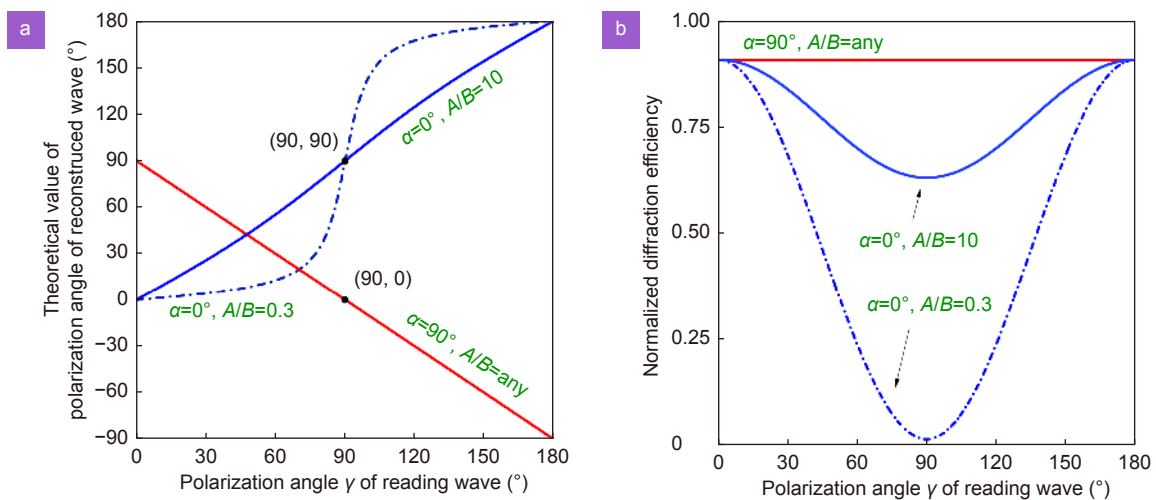 a
Theoretical value of
polarization angle of reconstruced wave (°)
180
150
120
90
60
30
0
−30
−60
−90
α=0°, A/B=10
(90, 90)
(90, 0)
α=0°, A/B=0.3
α=90°, A/B=any
0 30 60 90 120 150 180
Polarization angle γ of reading wave (°)
b
Normalized diffraction efficiency
1.00
0.75
0.50
0.25
0
α=90°, A/B=any
α=0°, A/B=10
α=0°, A/B=0.3
0 30 60 90 120 150 180
Polarization angle γ of reading wave (°)